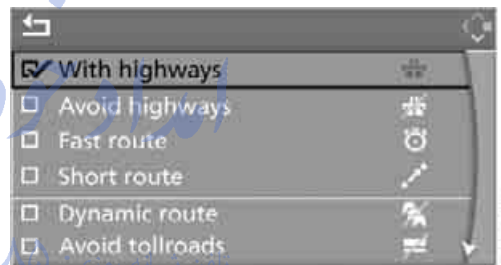 With highways
Avoid highways
Fast route
Short route
Dynamic route
Avoid tollroads